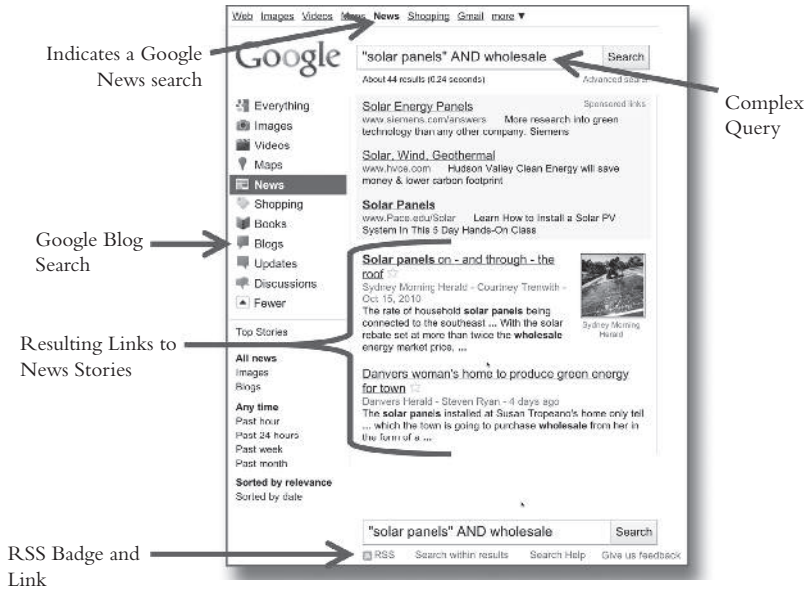 Web Images Videos Maps News Shopping Gmail more ▼
Indicates a Google
News search
Google
"solar panels" AND wholesale
Search
About 44 results (0.24 seconds)
Advanced search
Complex
Query
Everything
Images
Videos
Maps
News
Shopping
Books
Blogs
Updates
Discussions
Fewer
Google Blog
Search
Solar Energy Panels
Sponsored links
www.siemens.com/answers More research into green
technology than any other company. Siemens
Solar, Wind, Geothermal
www.hvce.com Hudson Valley Clean Energy will save
money & lower carbon footprint
Solar Panels
www.Pace.edu/Solar Learn How to Install a Solar PV
System In This 5 Day Hands-On Class
Solar panels on - and through - the
roof
Sydney Morning Herald - Courtney Trenwith -
Oct 15, 2010
The rate of household solar panels being
connected to the southeast ... With the solar
rebate set at more than twice the wholesale
energy market price, ...
Sydney Morning
Herald
Resulting Links to
News Stories
Danvers woman's home to produce green energy
for town
Danvers Herald - Steven Ryan - 4 days ago
The solar panels installed at Susan Tropeano's home only tell
... which the town is going to purchase wholesale from her in
the form of a ...
Top Stories
All news
Images
Blogs
Any time
Past hour
Past 24 hours
Past week
Past month
Sorted by relevance
Sorted by date
"solar panels" AND wholesale
Search
RSS Badge and
Link
RSS Search within results Search Help Give us feedback